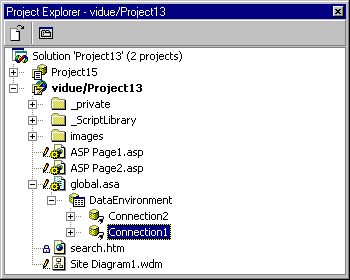 Project Explorer - vidue/Project13
Solution 'Project13' (2 projects)
Project15
vidue/Project13
_private
_ScriptLibrary
images
ASP Page1.asp
ASP Page2.asp
global.asa
DataEnvironment
Connection2
Connection1
search.htm
Site Diagram1.wdm